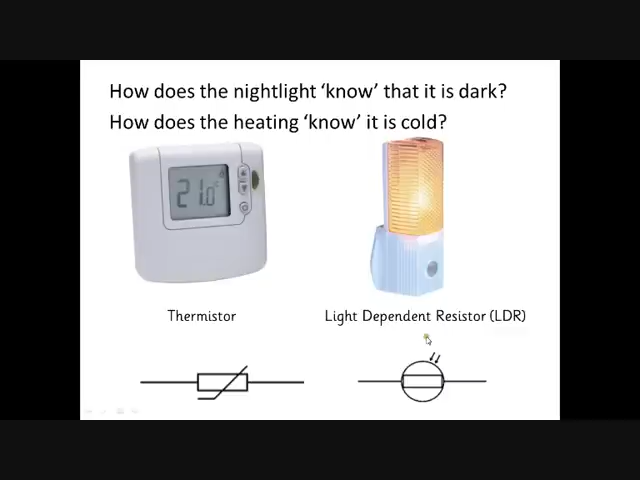 How does the nightlight ‘know’ that it is dark?
How does the heating ‘know’ it is cold?
21.0°C
Thermistor
Light Dependent Resistor (LDR)